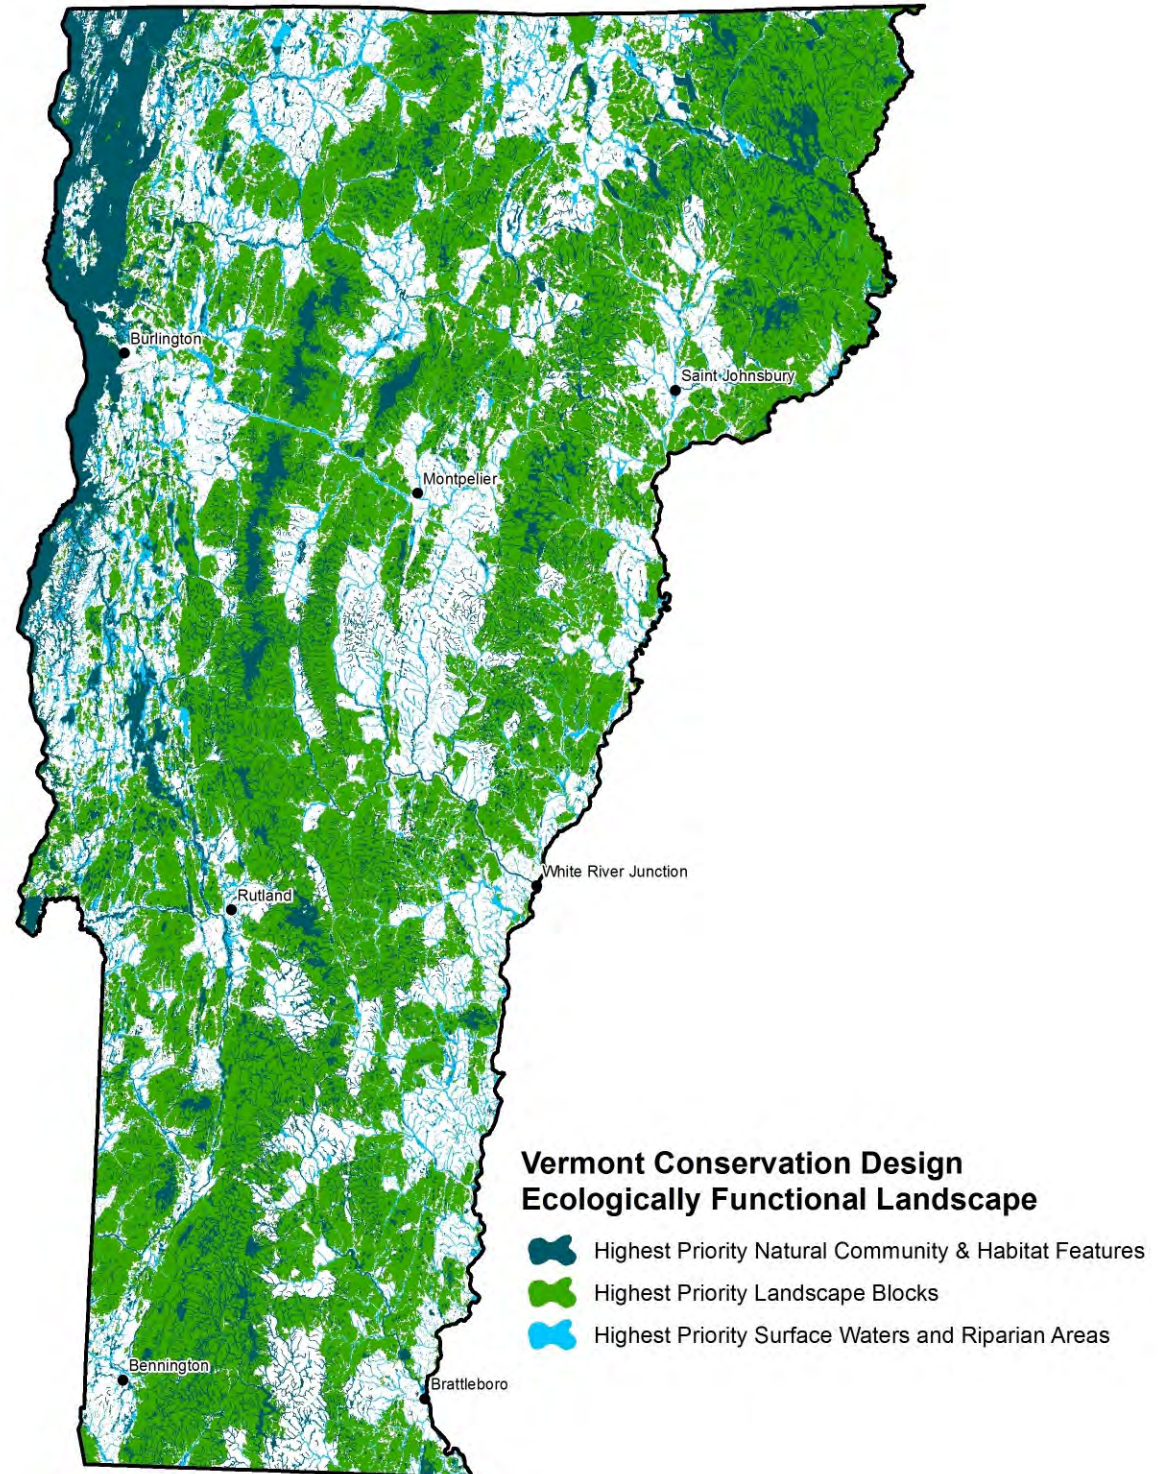 Burlington
Saint Johnsbury
Montpelier
White River Junction
Rutland
Vermont Conservation Design
Ecologically Functional Landscape
Highest Priority Natural Community & Habitat Features
Highest Priority Landscape Blocks
Highest Priority Surface Waters and Riparian Areas
Bennington
Brattleboro